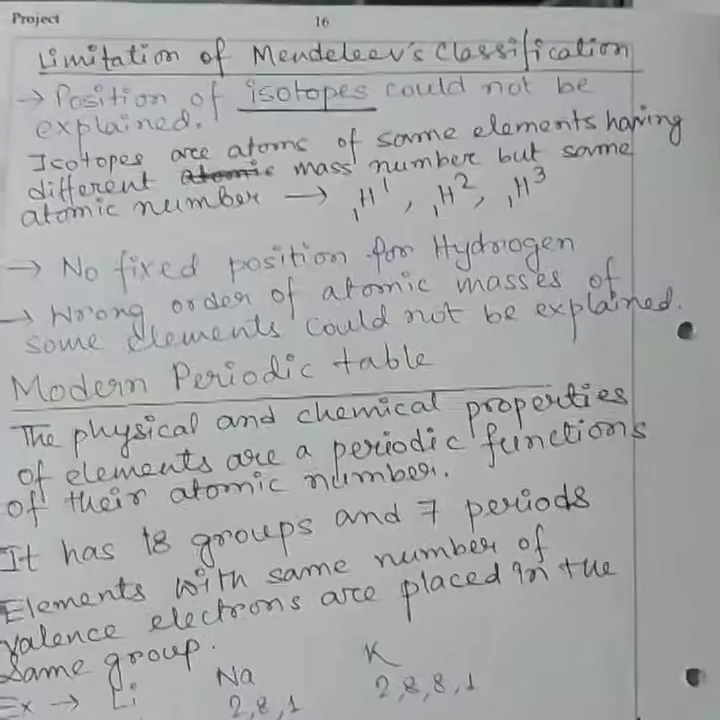 Project 16
Limitation of Mendeleev's Classification
→ Position of isotopes could not be
explained.
Isotopes are atoms of same elements having
different atomic mass number but same
atomic number → ₁H¹, ₁H², ₁H³
→ No fixed position for Hydrogen
→ Wrong order of atomic masses of
some elements could not be explained.
Modern Periodic table
The physical and chemical properties
of elements are a periodic functions
of their atomic number.
It has 18 groups and 7 periods
Elements with same number of
valence electrons are placed in the
same group.
Ex → Li Na K
2,8,1 2,8,8,1